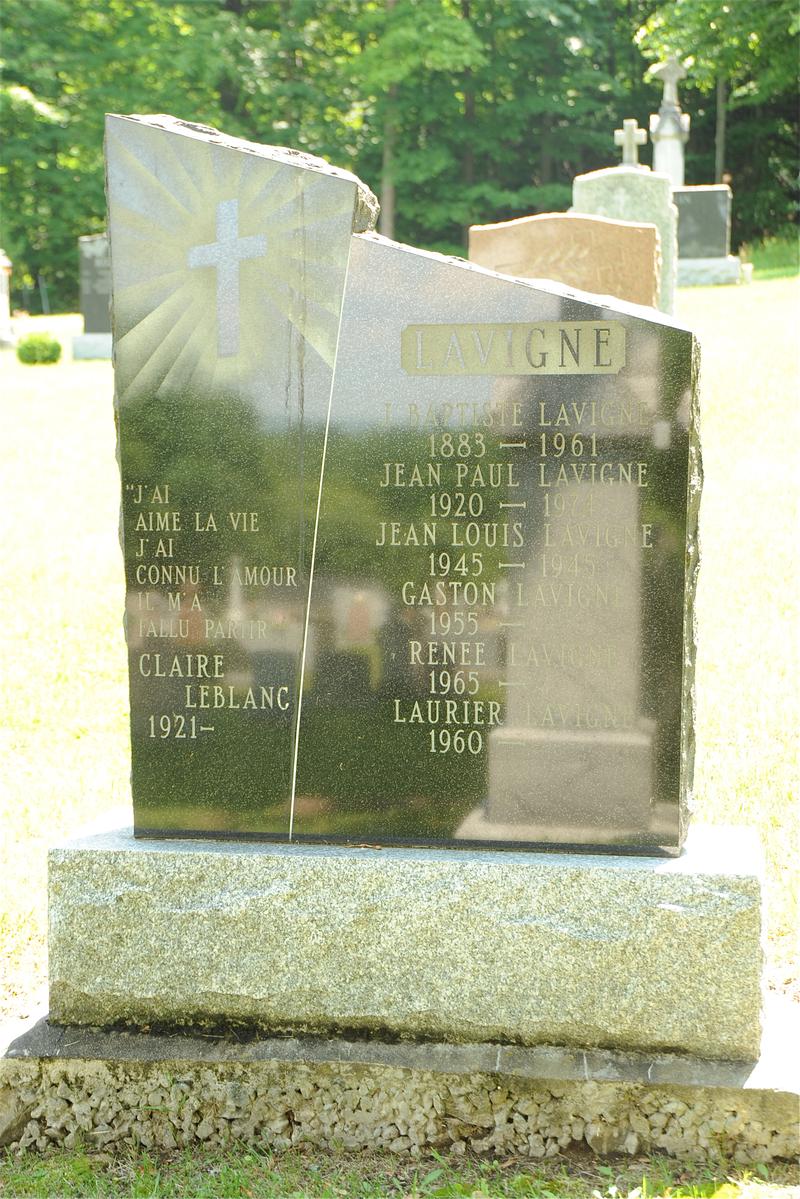 "J'AI
AIME LA VIE
J'AI
CONNU L'AMOUR
IL M'A
FALLU PARTIR
CLAIRE
LEBLANC
1921-
LAVIGNE
J. BAPTISTE LAVIGNE
1883 — 1961
JEAN PAUL LAVIGNE
1920 — 1974
JEAN LOUIS LAVIGNE
1945 — 1945
GASTON LAVIGNE
1955 —
RENEE LAVIGNE
1965 —
LAURIER LAVIGNE
1960 —